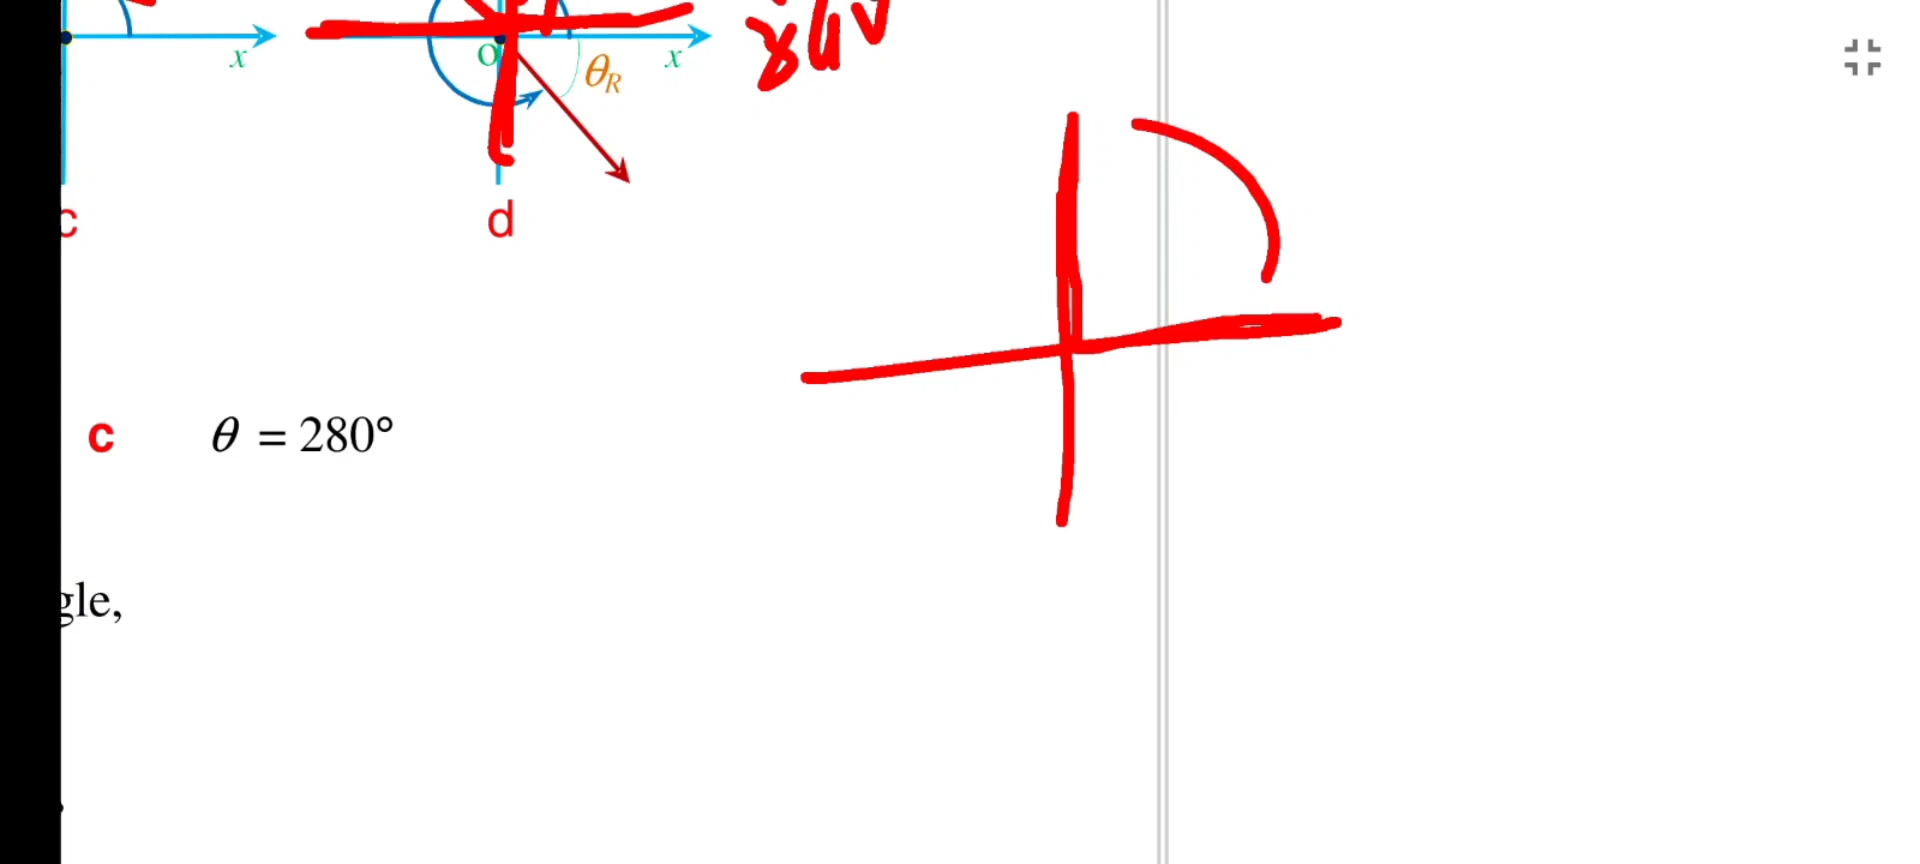 x O θR x
c d
c θ = 280°
gle,